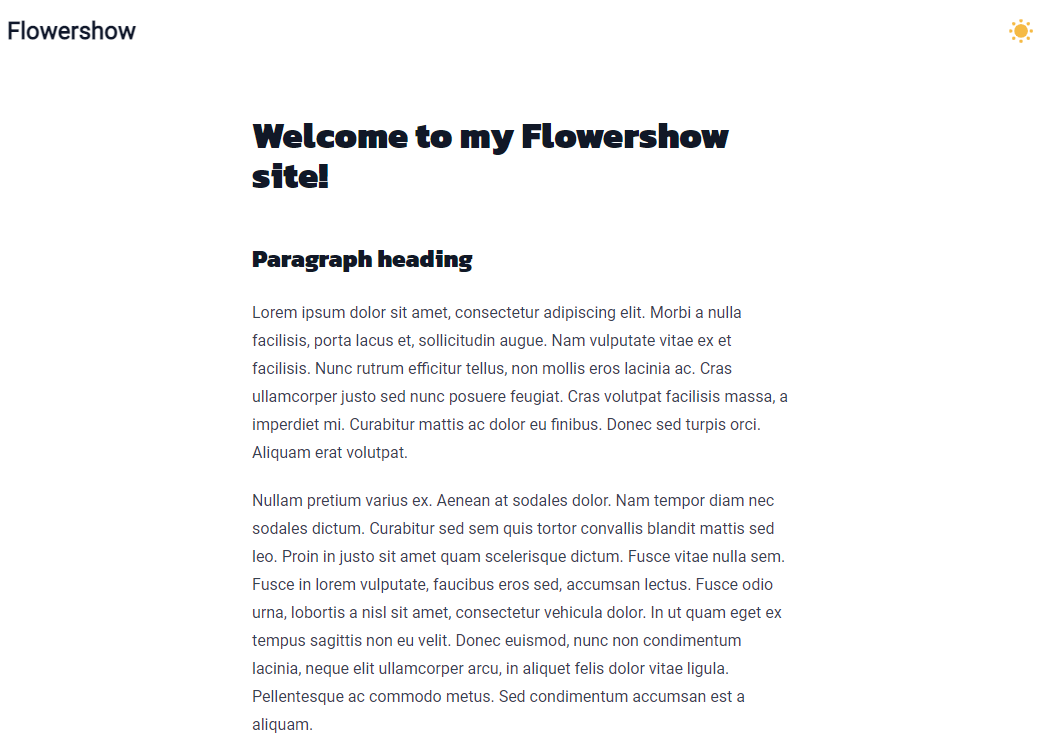 Flowershow
Welcome to my Flowershow
site!
Paragraph heading
Lorem ipsum dolor sit amet, consectetur adipiscing elit. Morbi a nulla
facilisis, porta lacus et, sollicitudin augue. Nam vulputate vitae ex et
facilisis. Nunc rutrum efficitur tellus, non mollis eros lacinia ac. Cras
ullamcorper justo sed nunc posuere feugiat. Cras volutpat facilisis massa, a
imperdiet mi. Curabitur mattis ac dolor eu finibus. Donec sed turpis orci.
Aliquam erat volutpat.
Nullam pretium varius ex. Aenean at sodales dolor. Nam tempor diam nec
sodales dictum. Curabitur sed sem quis tortor convallis blandit mattis sed
leo. Proin in justo sit amet quam scelerisque dictum. Fusce vitae nulla sem.
Fusce in lorem vulputate, faucibus eros sed, accumsan lectus. Fusce odio
urna, lobortis a nisl sit amet, consectetur vehicula dolor. In ut quam eget ex
tempus sagittis non eu velit. Donec euismod, nunc non condimentum
lacinia, neque elit ullamcorper arcu, in aliquet felis dolor vitae ligula.
Pellentesque ac commodo metus. Sed condimentum accumsan est a
aliquam.